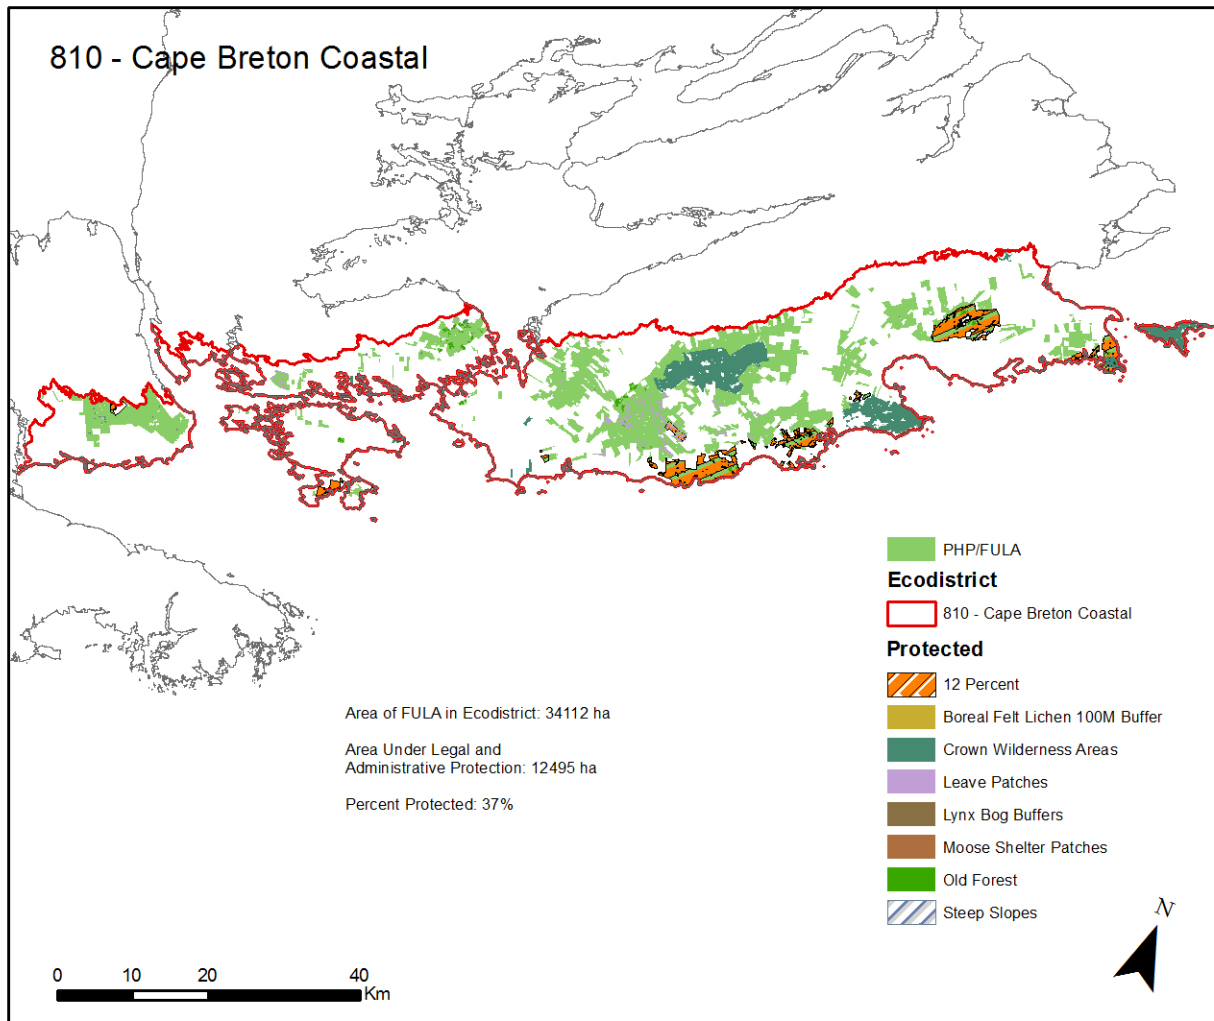 810 - Cape Breton Coastal
PHP/FULA
Ecodistrict
810 - Cape Breton Coastal
Protected
12 Percent
Boreal Felt Lichen 100M Buffer
Crown Wilderness Areas
Leave Patches
Lynx Bog Buffers
Moose Shelter Patches
Old Forest
Steep Slopes
Area of FULA in Ecodistrict: 34112 ha
Area Under Legal and
Administrative Protection: 12495 ha
Percent Protected: 37%
N
0 10 20 40
Km